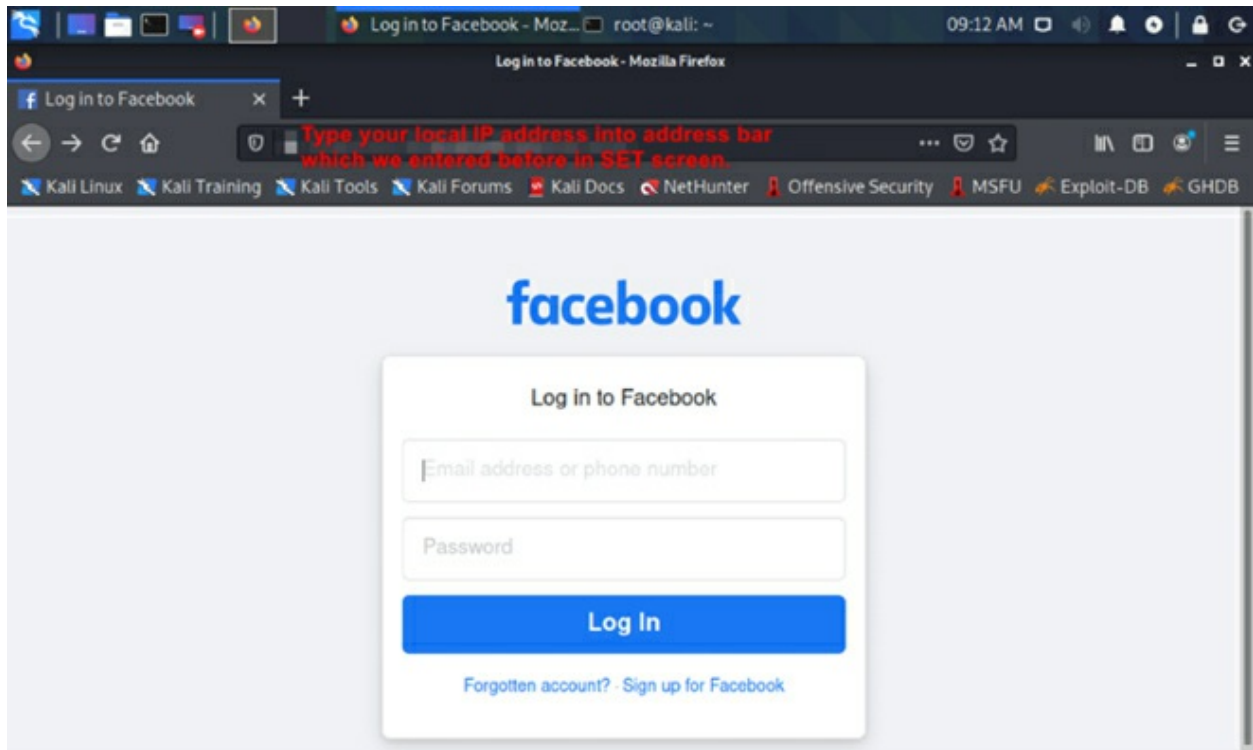 Log in to Facebook - Moz...
root@kali: ~
09:12 AM
Log in to Facebook - Mozilla Firefox
Log in to Facebook
Type your local IP address into address bar
which we entered before in SET screen.
Kali Linux Kali Training Kali Tools Kali Forums Kali Docs NetHunter Offensive Security MSFU Exploit-DB GHDB
facebook
Log in to Facebook
Email address or phone number
Password
Log In
Forgotten account? · Sign up for Facebook